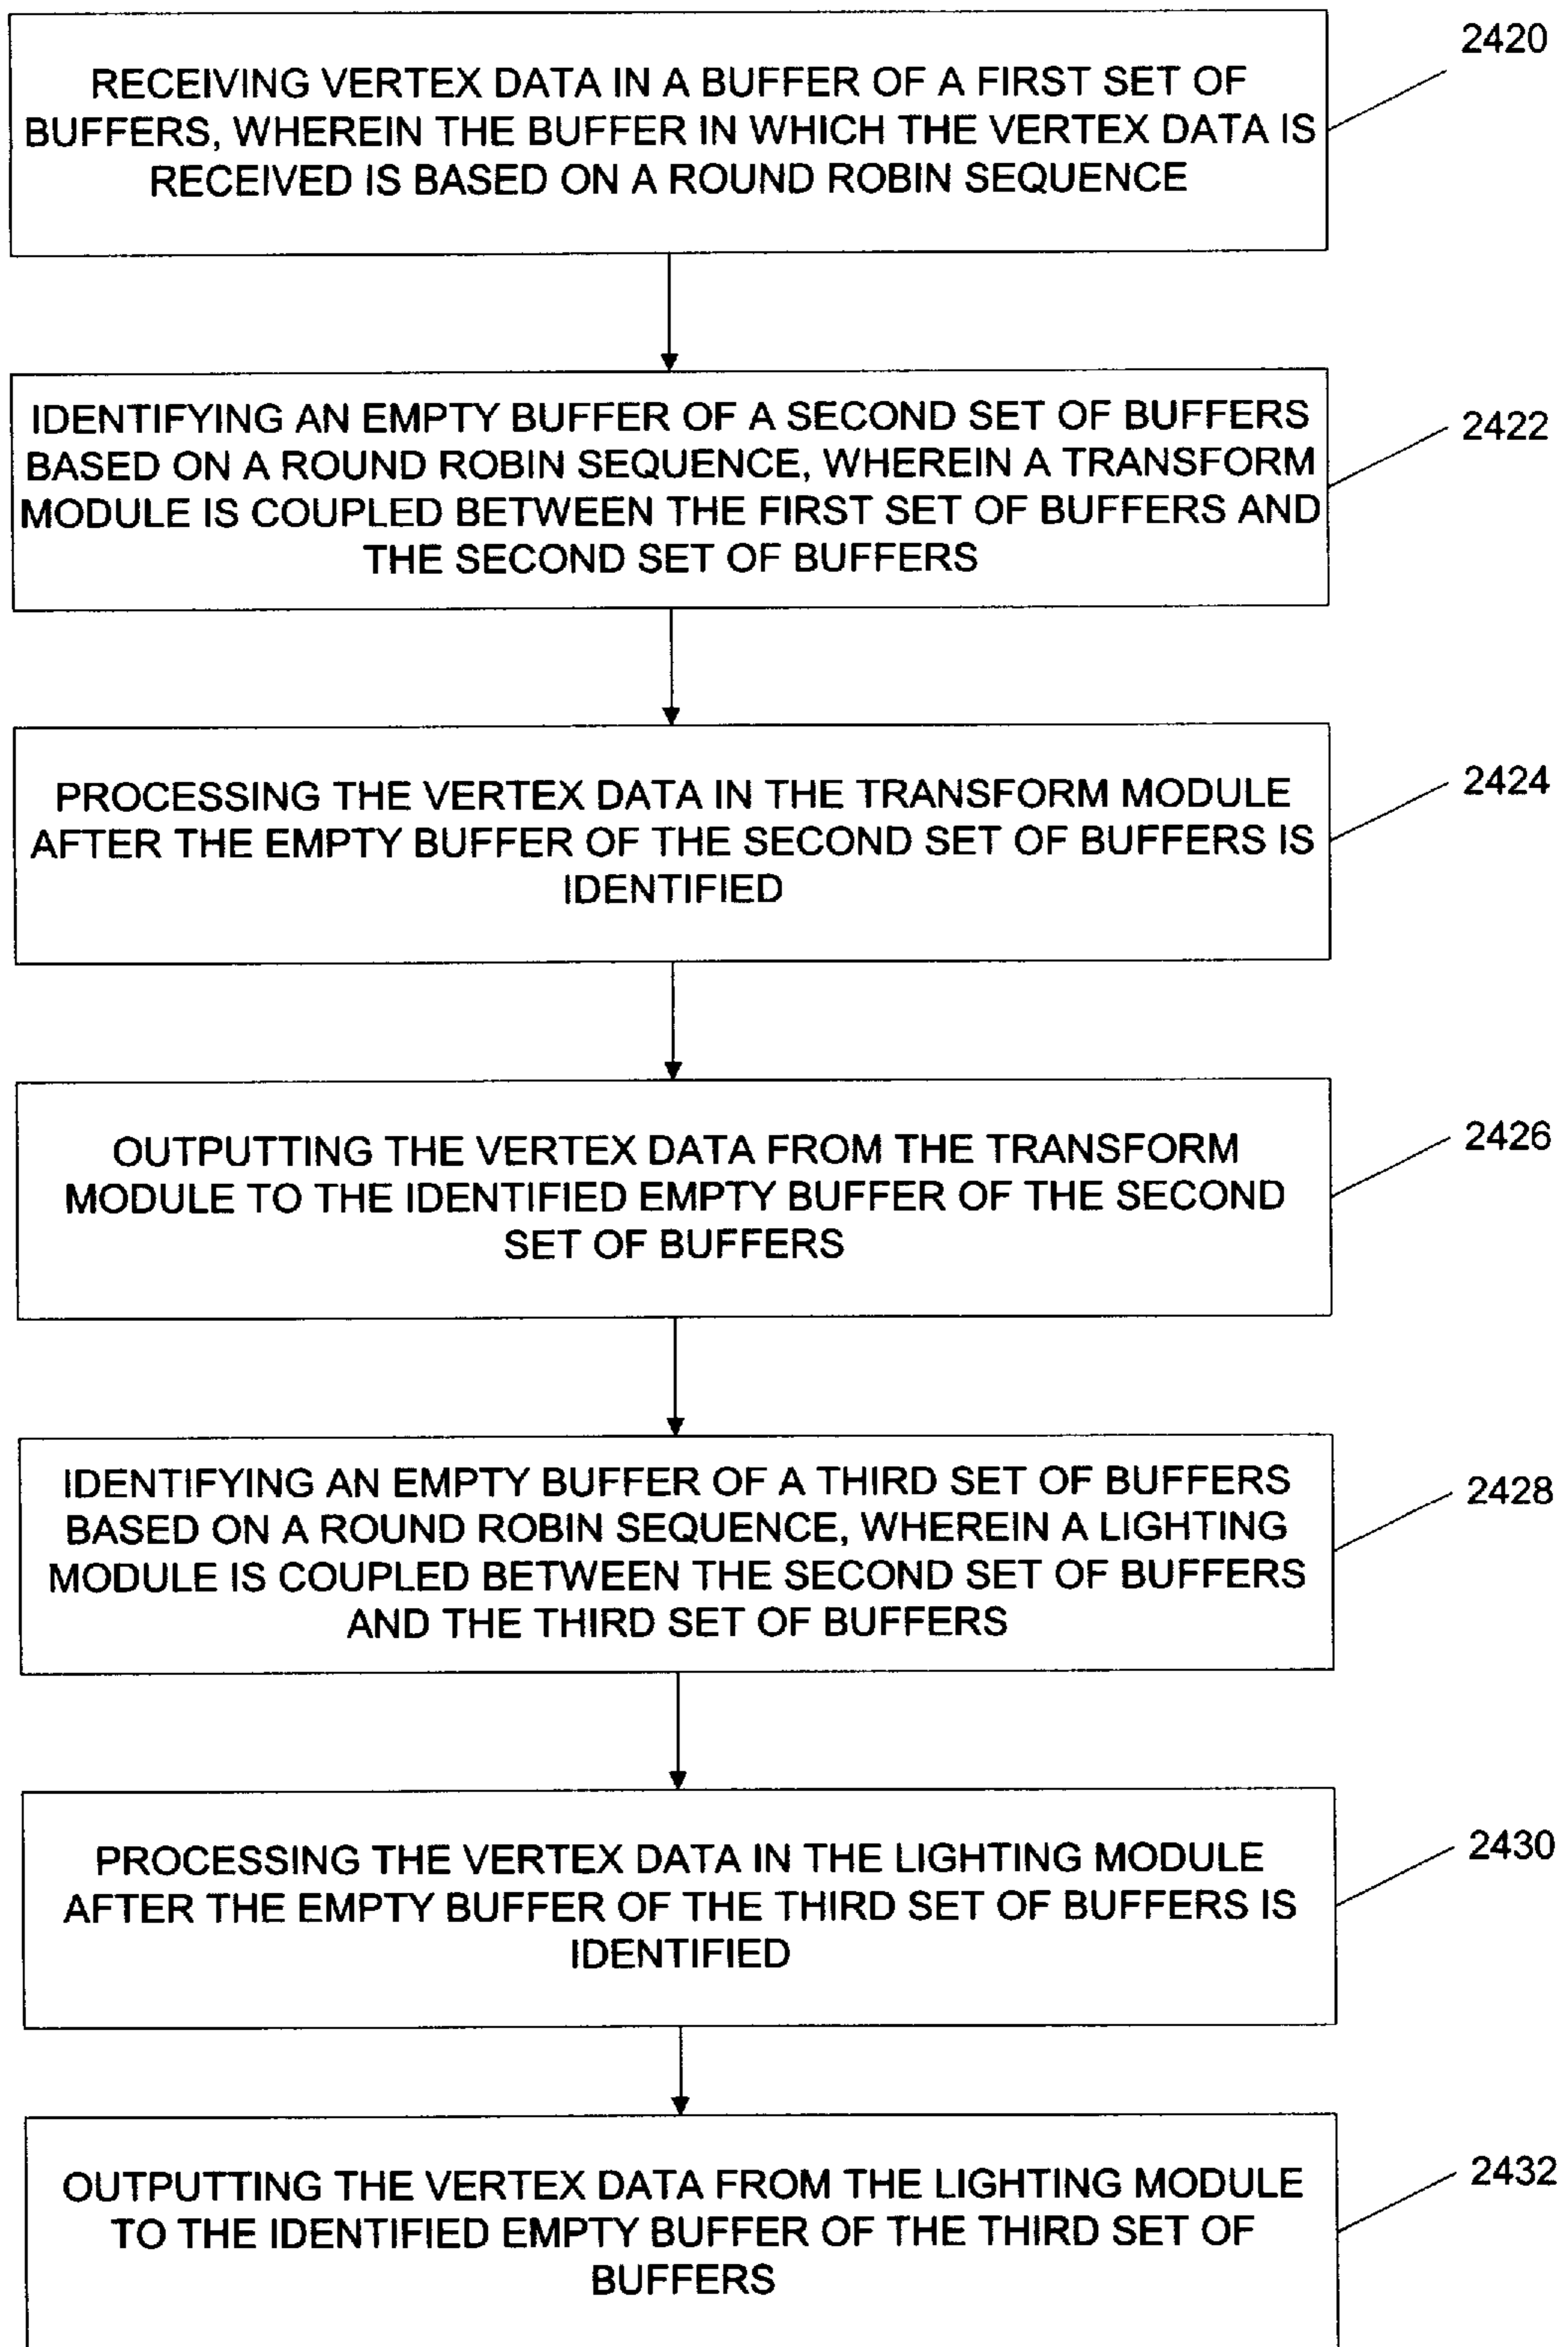 2420
RECEIVING VERTEX DATA IN A BUFFER OF A FIRST SET OF
BUFFERS, WHEREIN THE BUFFER IN WHICH THE VERTEX DATA IS
RECEIVED IS BASED ON A ROUND ROBIN SEQUENCE
2422
IDENTIFYING AN EMPTY BUFFER OF A SECOND SET OF BUFFERS
BASED ON A ROUND ROBIN SEQUENCE, WHEREIN A TRANSFORM
MODULE IS COUPLED BETWEEN THE FIRST SET OF BUFFERS AND
THE SECOND SET OF BUFFERS
2424
PROCESSING THE VERTEX DATA IN THE TRANSFORM MODULE
AFTER THE EMPTY BUFFER OF THE SECOND SET OF BUFFERS IS
IDENTIFIED
2426
OUTPUTTING THE VERTEX DATA FROM THE TRANSFORM
MODULE TO THE IDENTIFIED EMPTY BUFFER OF THE SECOND
SET OF BUFFERS
2428
IDENTIFYING AN EMPTY BUFFER OF A THIRD SET OF BUFFERS
BASED ON A ROUND ROBIN SEQUENCE, WHEREIN A LIGHTING
MODULE IS COUPLED BETWEEN THE SECOND SET OF BUFFERS
AND THE THIRD SET OF BUFFERS
2430
PROCESSING THE VERTEX DATA IN THE LIGHTING MODULE
AFTER THE EMPTY BUFFER OF THE THIRD SET OF BUFFERS IS
IDENTIFIED
2432
OUTPUTTING THE VERTEX DATA FROM THE LIGHTING MODULE
TO THE IDENTIFIED EMPTY BUFFER OF THE THIRD SET OF
BUFFERS